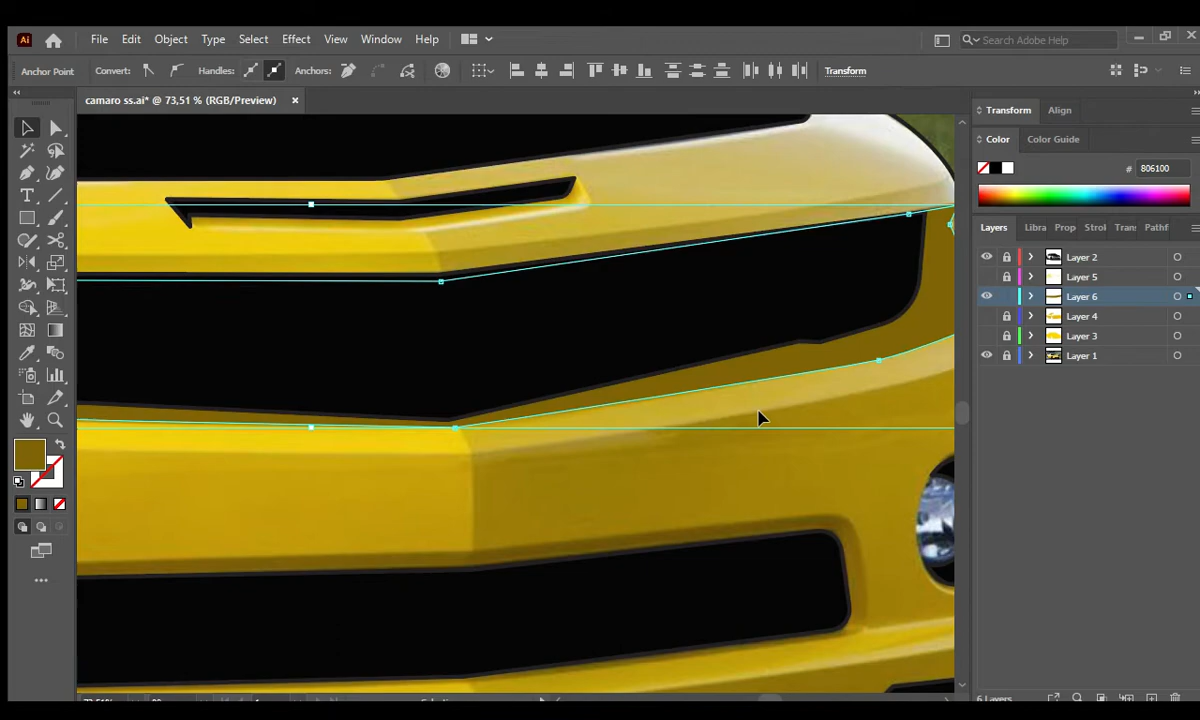 Ai File Edit Object Type Select Effect View Window Help Search Adobe Help
Anchor Point Convert: Handles: Anchors: Transform
camaro ss.ai* @ 73,51 % (RGB/Preview) ×
Transform Align
Color Color Guide
# 806100
Layers Libra Prop Strol Trans Pathf
Layer 2
Layer 5
Layer 6
Layer 4
Layer 3
Layer 1
6 Layers